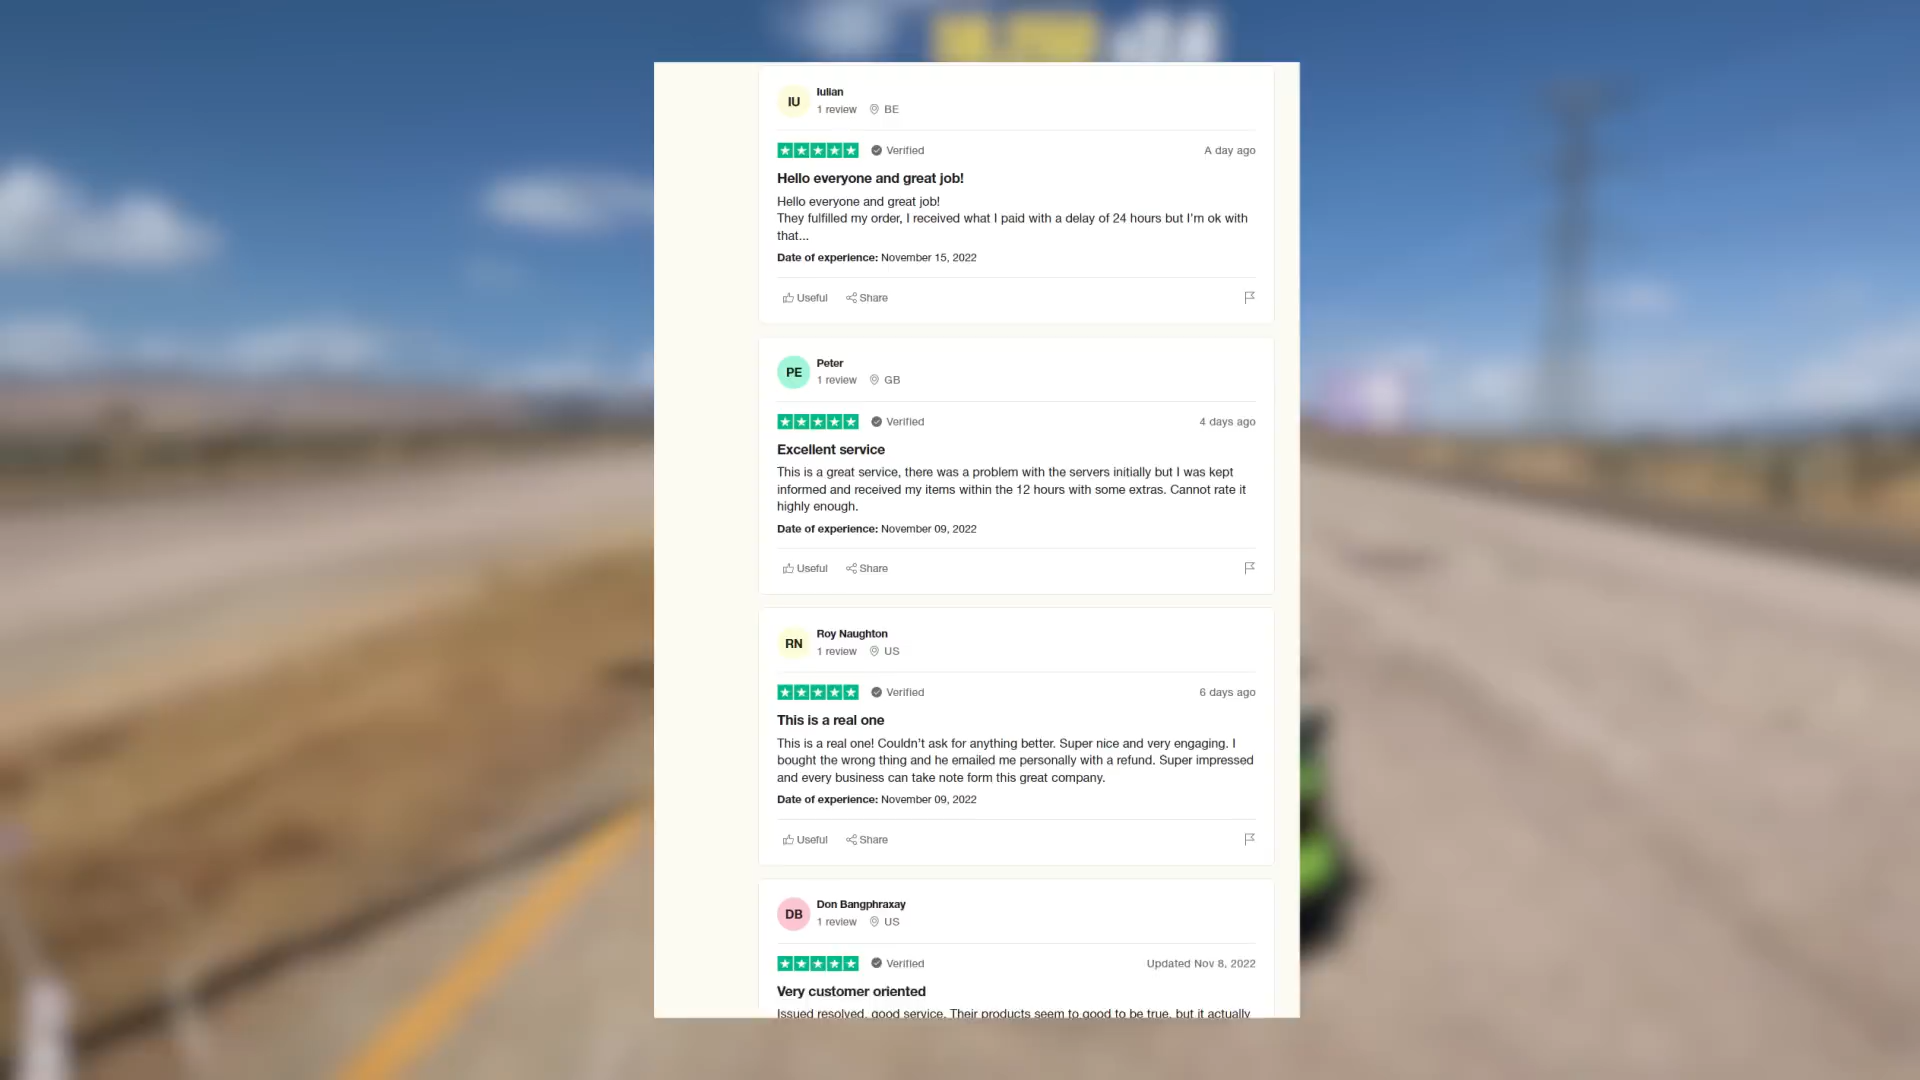 IU
Iulian
1 review BE
Verified
A day ago
Hello everyone and great job!
Hello everyone and great job!
They fulfilled my order, I received what I paid with a delay of 24 hours but I'm ok with
that...
Date of experience: November 15, 2022
Useful Share
PE
Peter
1 review GB
Verified
4 days ago
Excellent service
This is a great service, there was a problem with the servers initially but I was kept
informed and received my items within the 12 hours with some extras. Cannot rate it
highly enough.
Date of experience: November 09, 2022
Useful Share
RN
Roy Naughton
1 review US
Verified
6 days ago
This is a real one
This is a real one! Couldn't ask for anything better. Super nice and very engaging. I
bought the wrong thing and he emailed me personally with a refund. Super impressed
and every business can take note form this great company.
Date of experience: November 09, 2022
Useful Share
DB
Don Bangphraxay
1 review US
Verified
Updated Nov 8, 2022
Very customer oriented
Issued resolved, good service. Their products seem to good to be true, but it actually